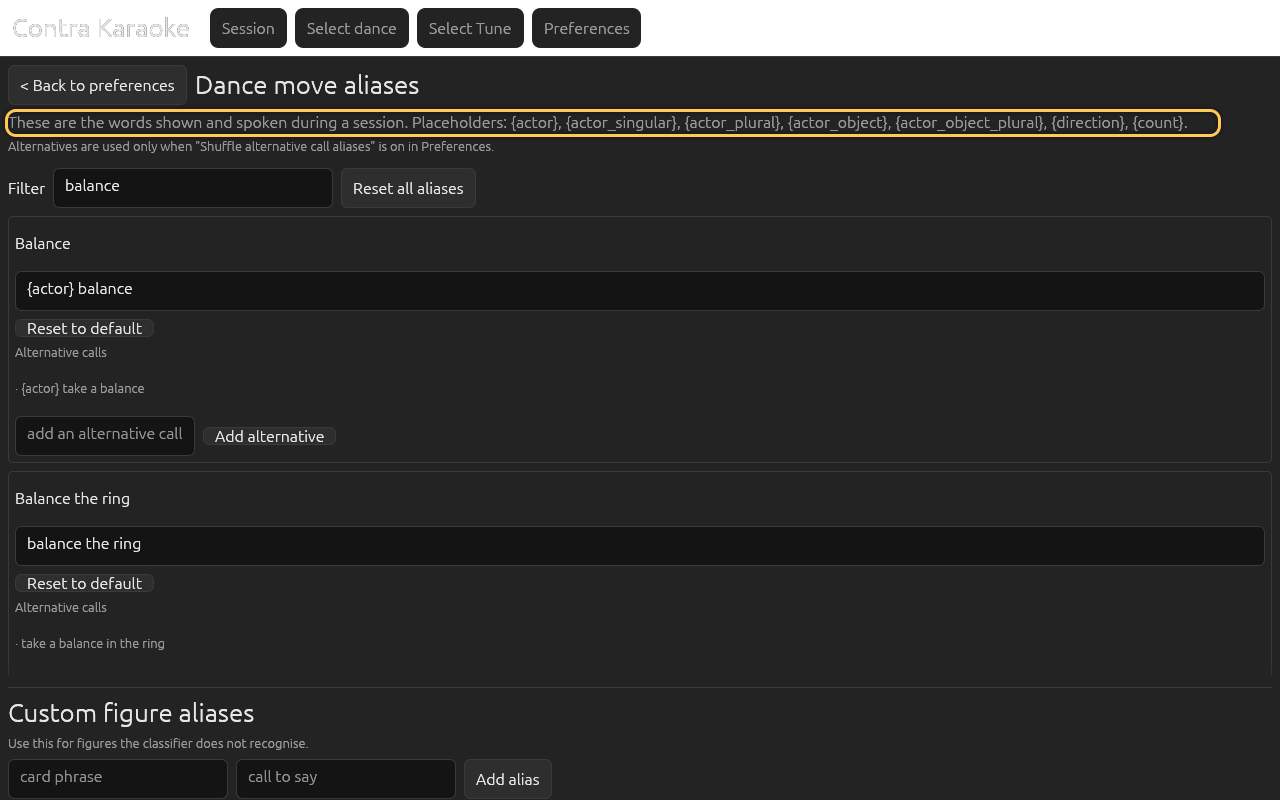 Contra Karaoke
Session
Select dance
Select Tune
Preferences
< Back to preferences
Dance move aliases
These are the words shown and spoken during a session. Placeholders: {actor}, {actor_singular}, {actor_plural}, {actor_object}, {actor_object_plural}, {direction}, {count}.
Alternatives are used only when "Shuffle alternative call aliases" is on in Preferences.
Filter
balance
Reset all aliases
Balance
{actor} balance
Reset to default
Alternative calls
· {actor} take a balance
add an alternative call
Add alternative
Balance the ring
balance the ring
Reset to default
Alternative calls
· take a balance in the ring
Custom figure aliases
Use this for figures the classifier does not recognise.
card phrase
call to say
Add alias